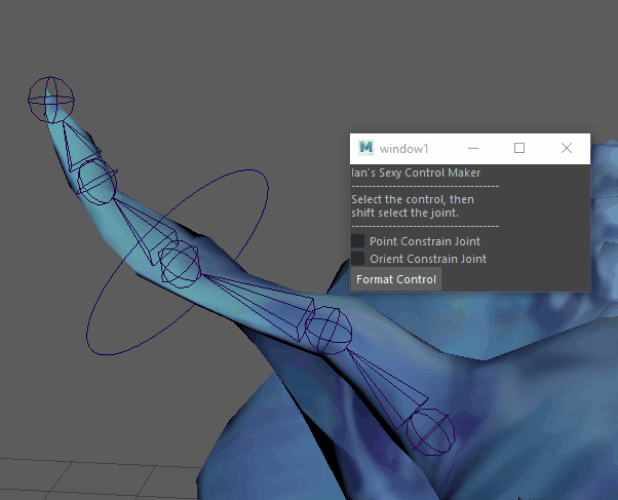 window1
Ian's Sexy Control Maker
-----------------------------------
Select the control, then
shift select the joint.
-----------------------------------
Point Constrain Joint
Orient Constrain Joint
Format Control